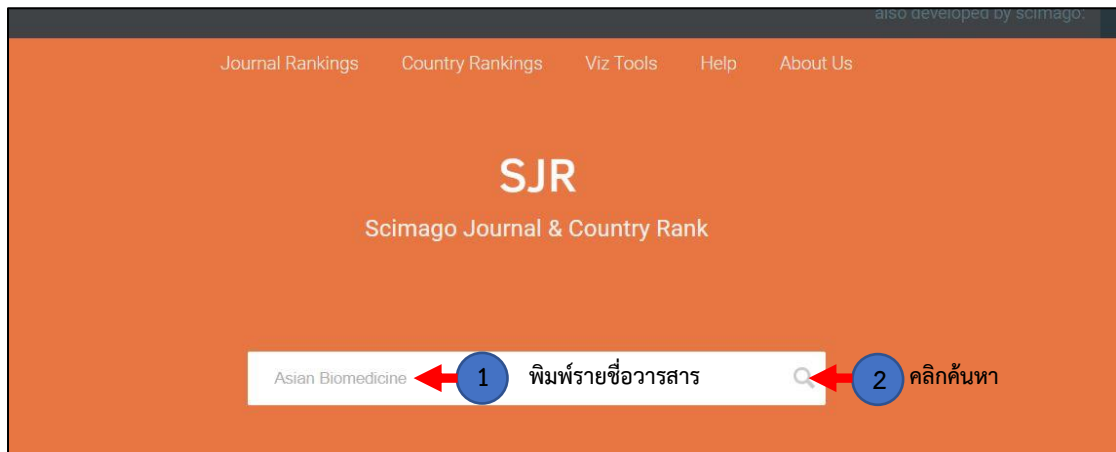 also developed by scimago:
Journal Rankings Country Rankings Viz Tools Help About Us
SJR
Scimago Journal & Country Rank
Asian Biomedicine 1 พิมพ์รายชื่อวารสาร 2 คลิกค้นหา